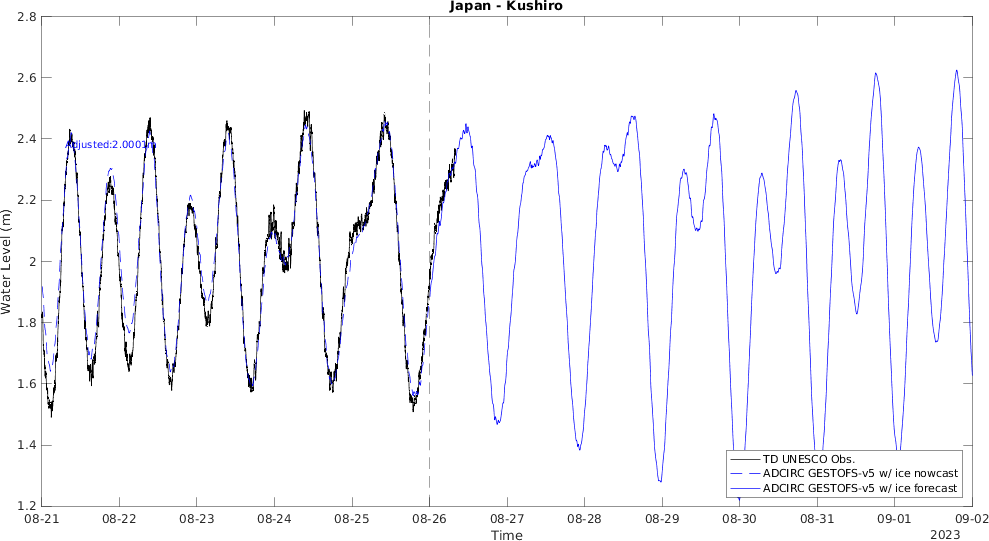 Japan - Kushiro
2.8
2.6
2.4
2.2
2
1.8
1.6
1.4
1.2
Water Level (m)
Adjusted:2.0001m
TD UNESCO Obs.
ADCIRC GESTOFS-v5 w/ ice nowcast
ADCIRC GESTOFS-v5 w/ ice forecast
08-21 08-22 08-23 08-24 08-25 08-26 08-27 08-28 08-29 08-30 08-31 09-01 09-02
Time
2023